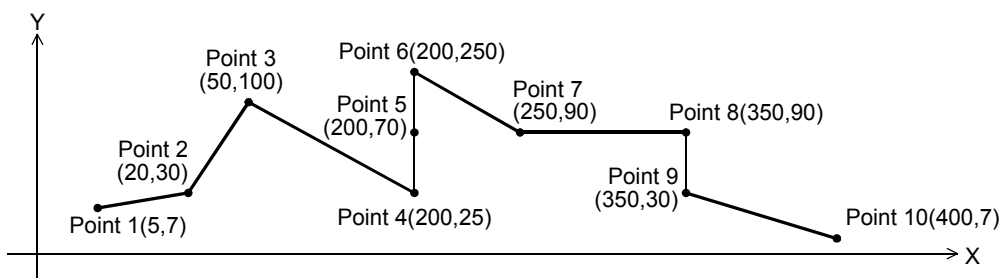 Y
Point 6(200,250)
Point 3
(50,100)
Point 7
(250,90)
Point 5
(200,70)
Point 8(350,90)
Point 2
(20,30)
Point 9
(350,30)
Point 1(5,7)
Point 4(200,25)
Point 10(400,7)
X